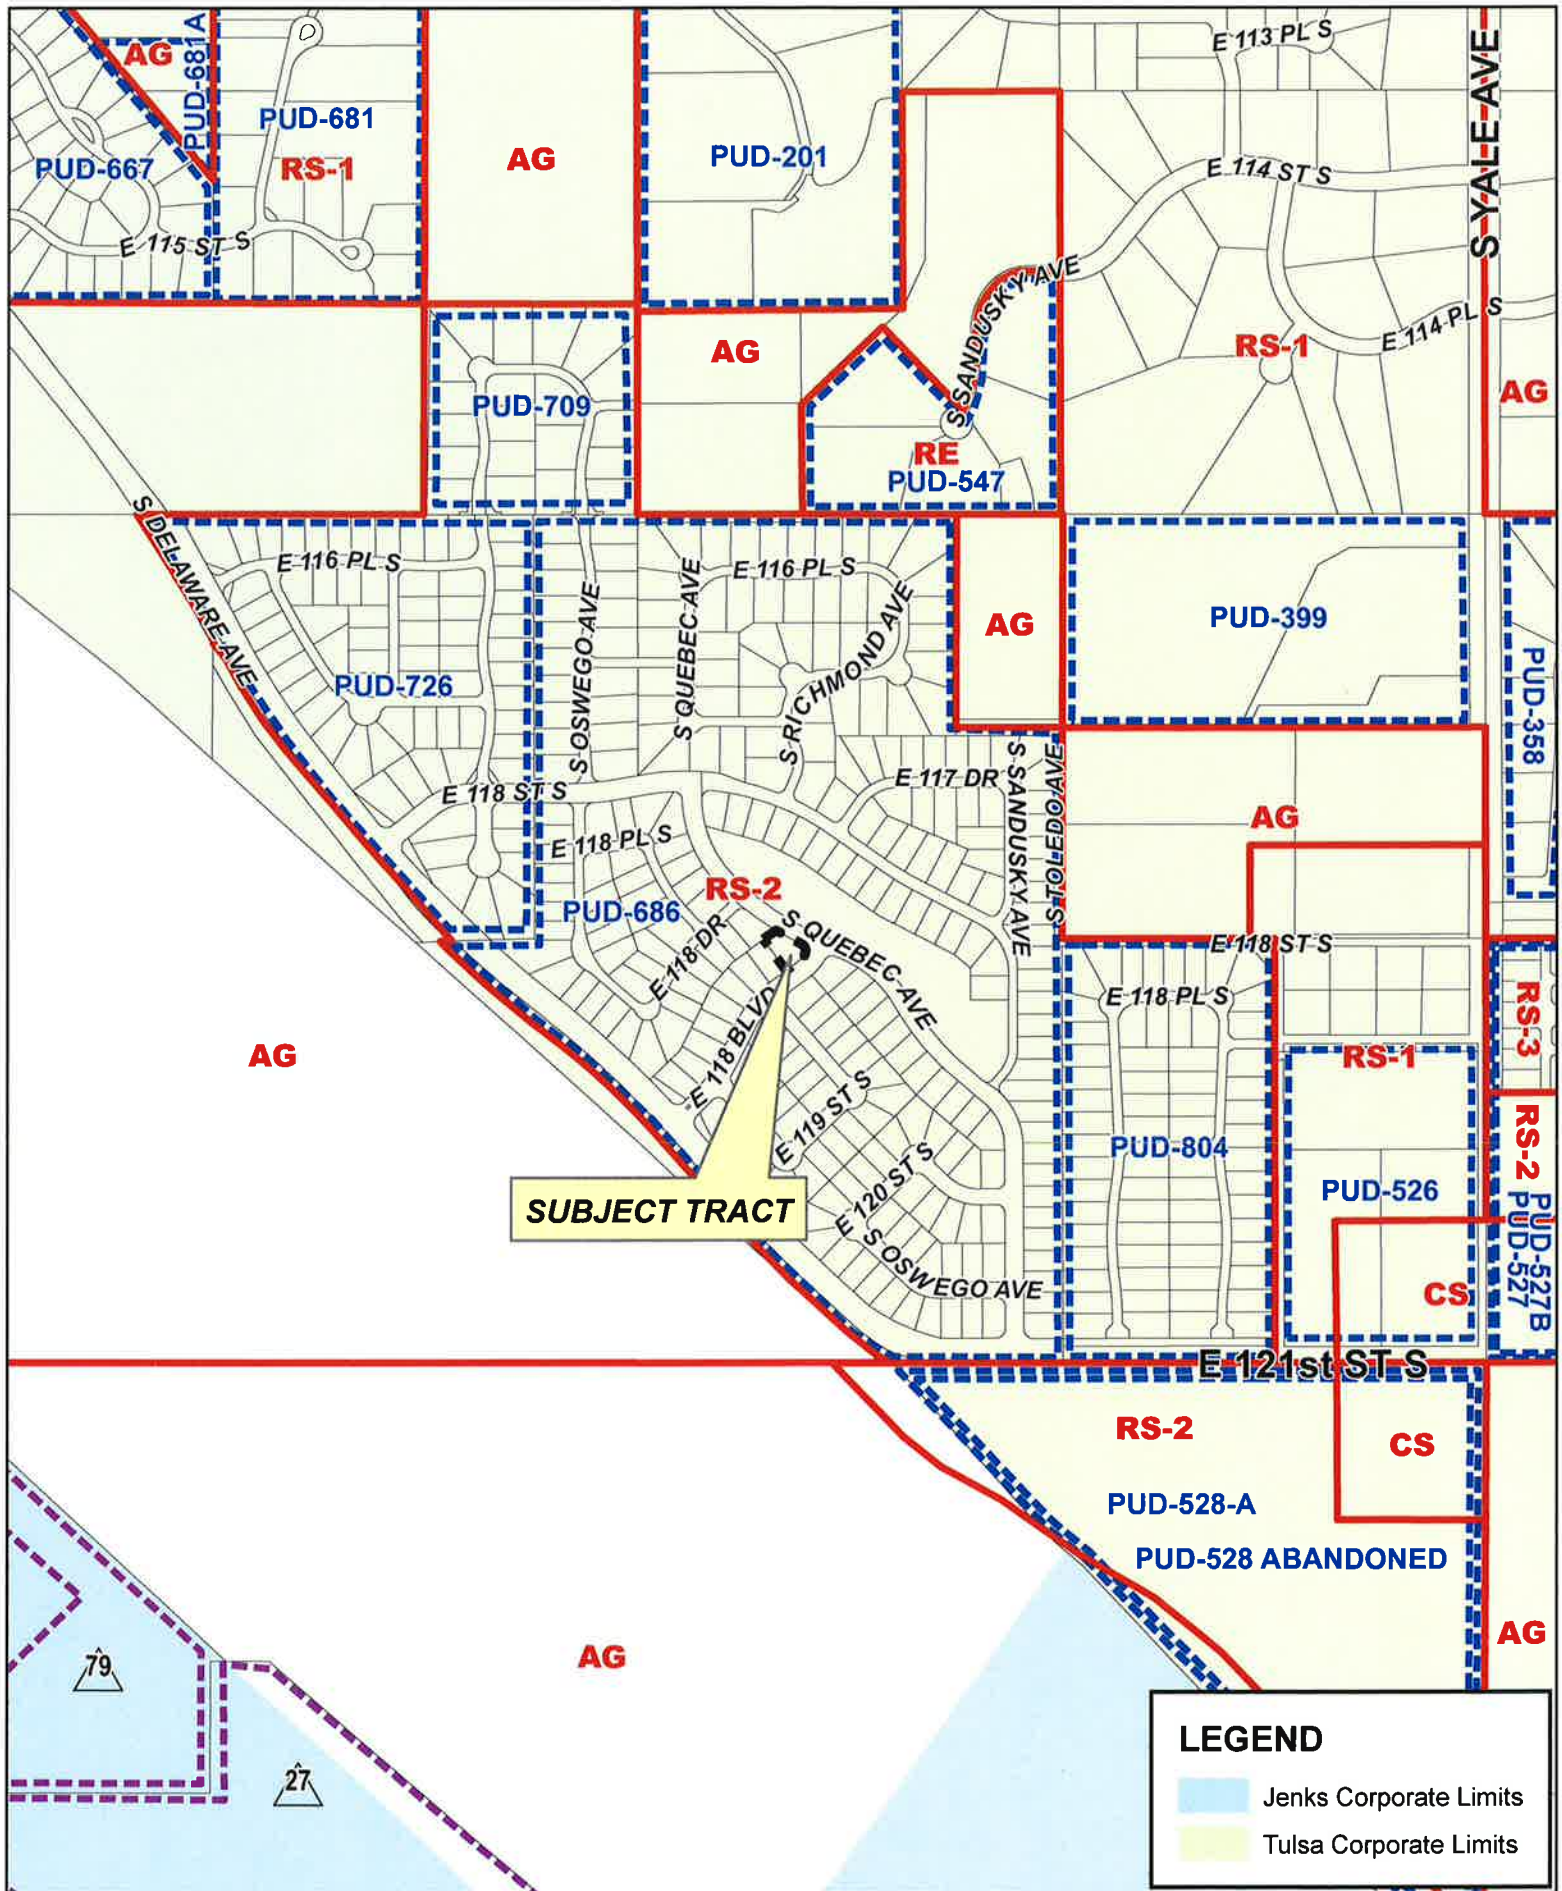 E 113 PL S
S YALE AVE
AG
PUD-681A
PUD-681
PUD-667
RS-1
AG
PUD-201
E 114 ST S
E 115 ST S
S SANDUSKY AVE
E 114 PL S
RS-1
AG
AG
PUD-709
RE
PUD-547
S DELAWARE AVE
E 116 PL S
S OSWEGO AVE
S QUEBEC AVE
E 116 PL S
S RICHMOND AVE
AG
PUD-399
PUD-358
PUD-726
E 118 ST S
E 117 DR
S SANDUSKY AVE
S TOLEDO AVE
AG
E 118 PL S
RS-2
PUD-686
E 118 DR
S QUEBEC AVE
E 118 ST S
E 118 PL S
AG
E 118 BLVD
RS-1
RS-3
E 119 ST S
PUD-804
RS-2
E 120 ST S
PUD-526
PUD-527B
PUD-527
SUBJECT TRACT
S OSWEGO AVE
CS
E 121st ST S
RS-2
CS
PUD-528-A
PUD-528 ABANDONED
AG
AG
79
27
LEGEND
Jenks Corporate Limits
Tulsa Corporate Limits